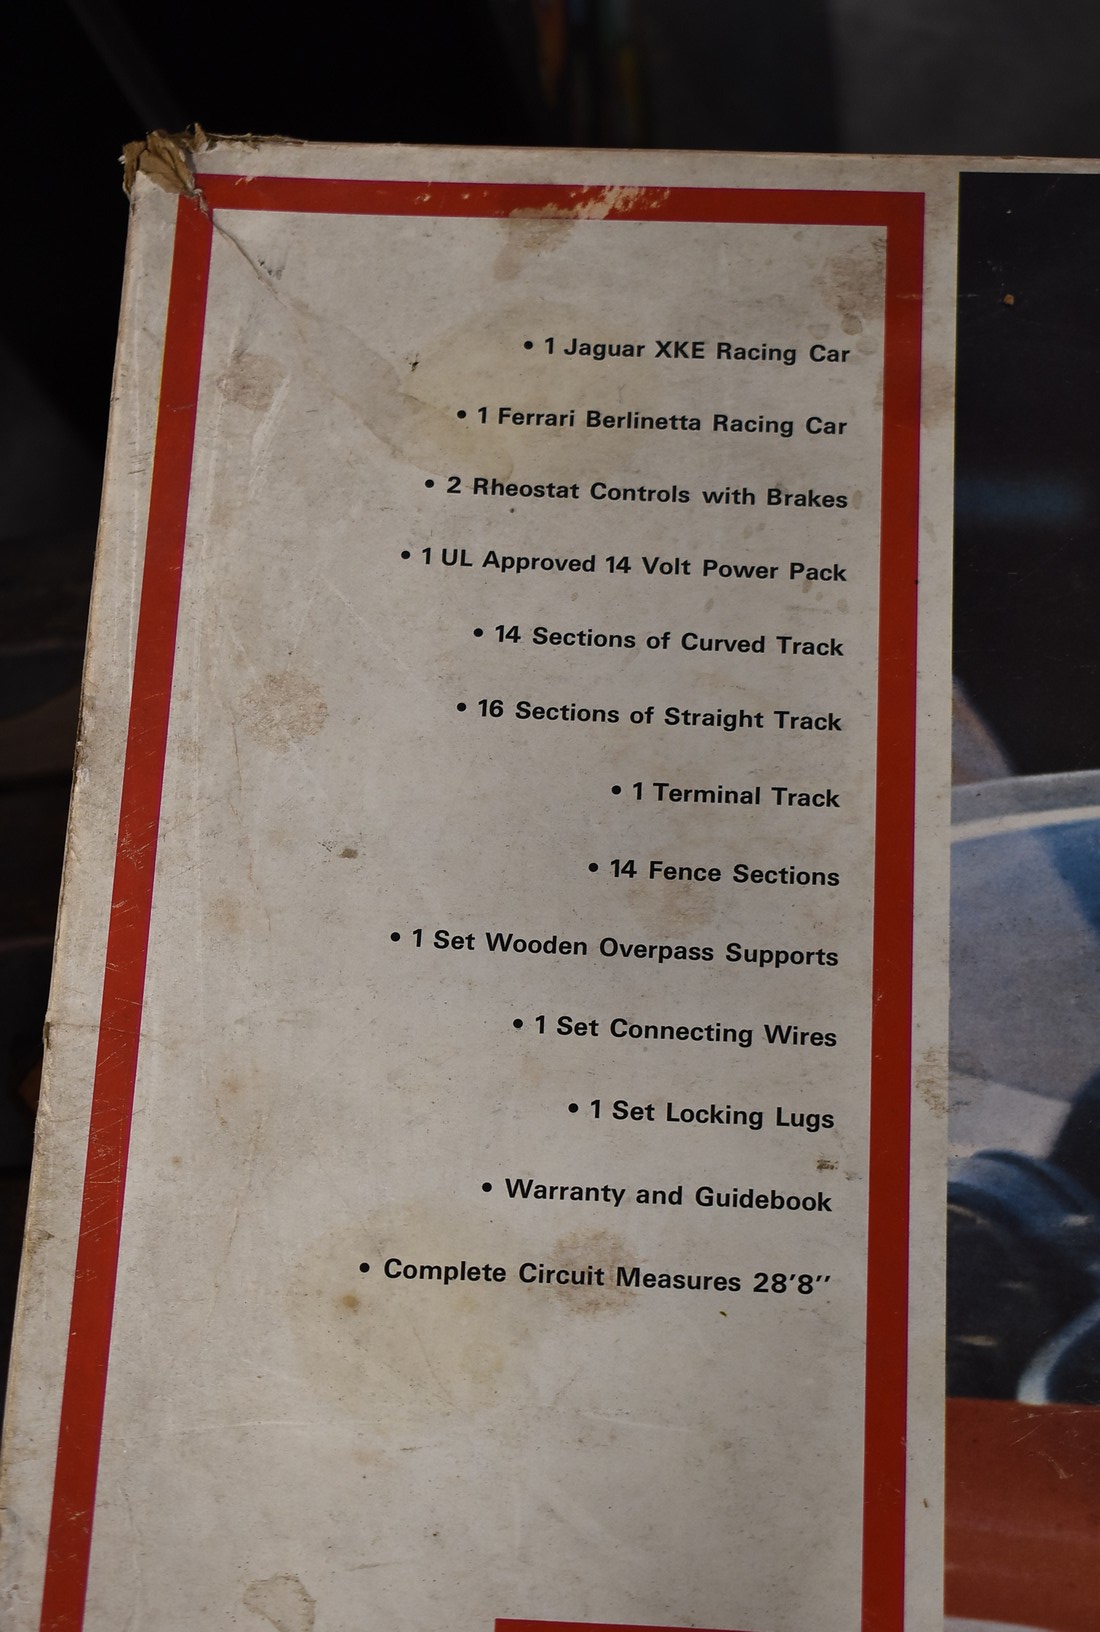 • 1 Jaguar XKE Racing Car
• 1 Ferrari Berlinetta Racing Car
• 2 Rheostat Controls with Brakes
• 1 UL Approved 14 Volt Power Pack
• 14 Sections of Curved Track
• 16 Sections of Straight Track
• 1 Terminal Track
• 14 Fence Sections
• 1 Set Wooden Overpass Supports
• 1 Set Connecting Wires
• 1 Set Locking Lugs
• Warranty and Guidebook
• Complete Circuit Measures 28'8''